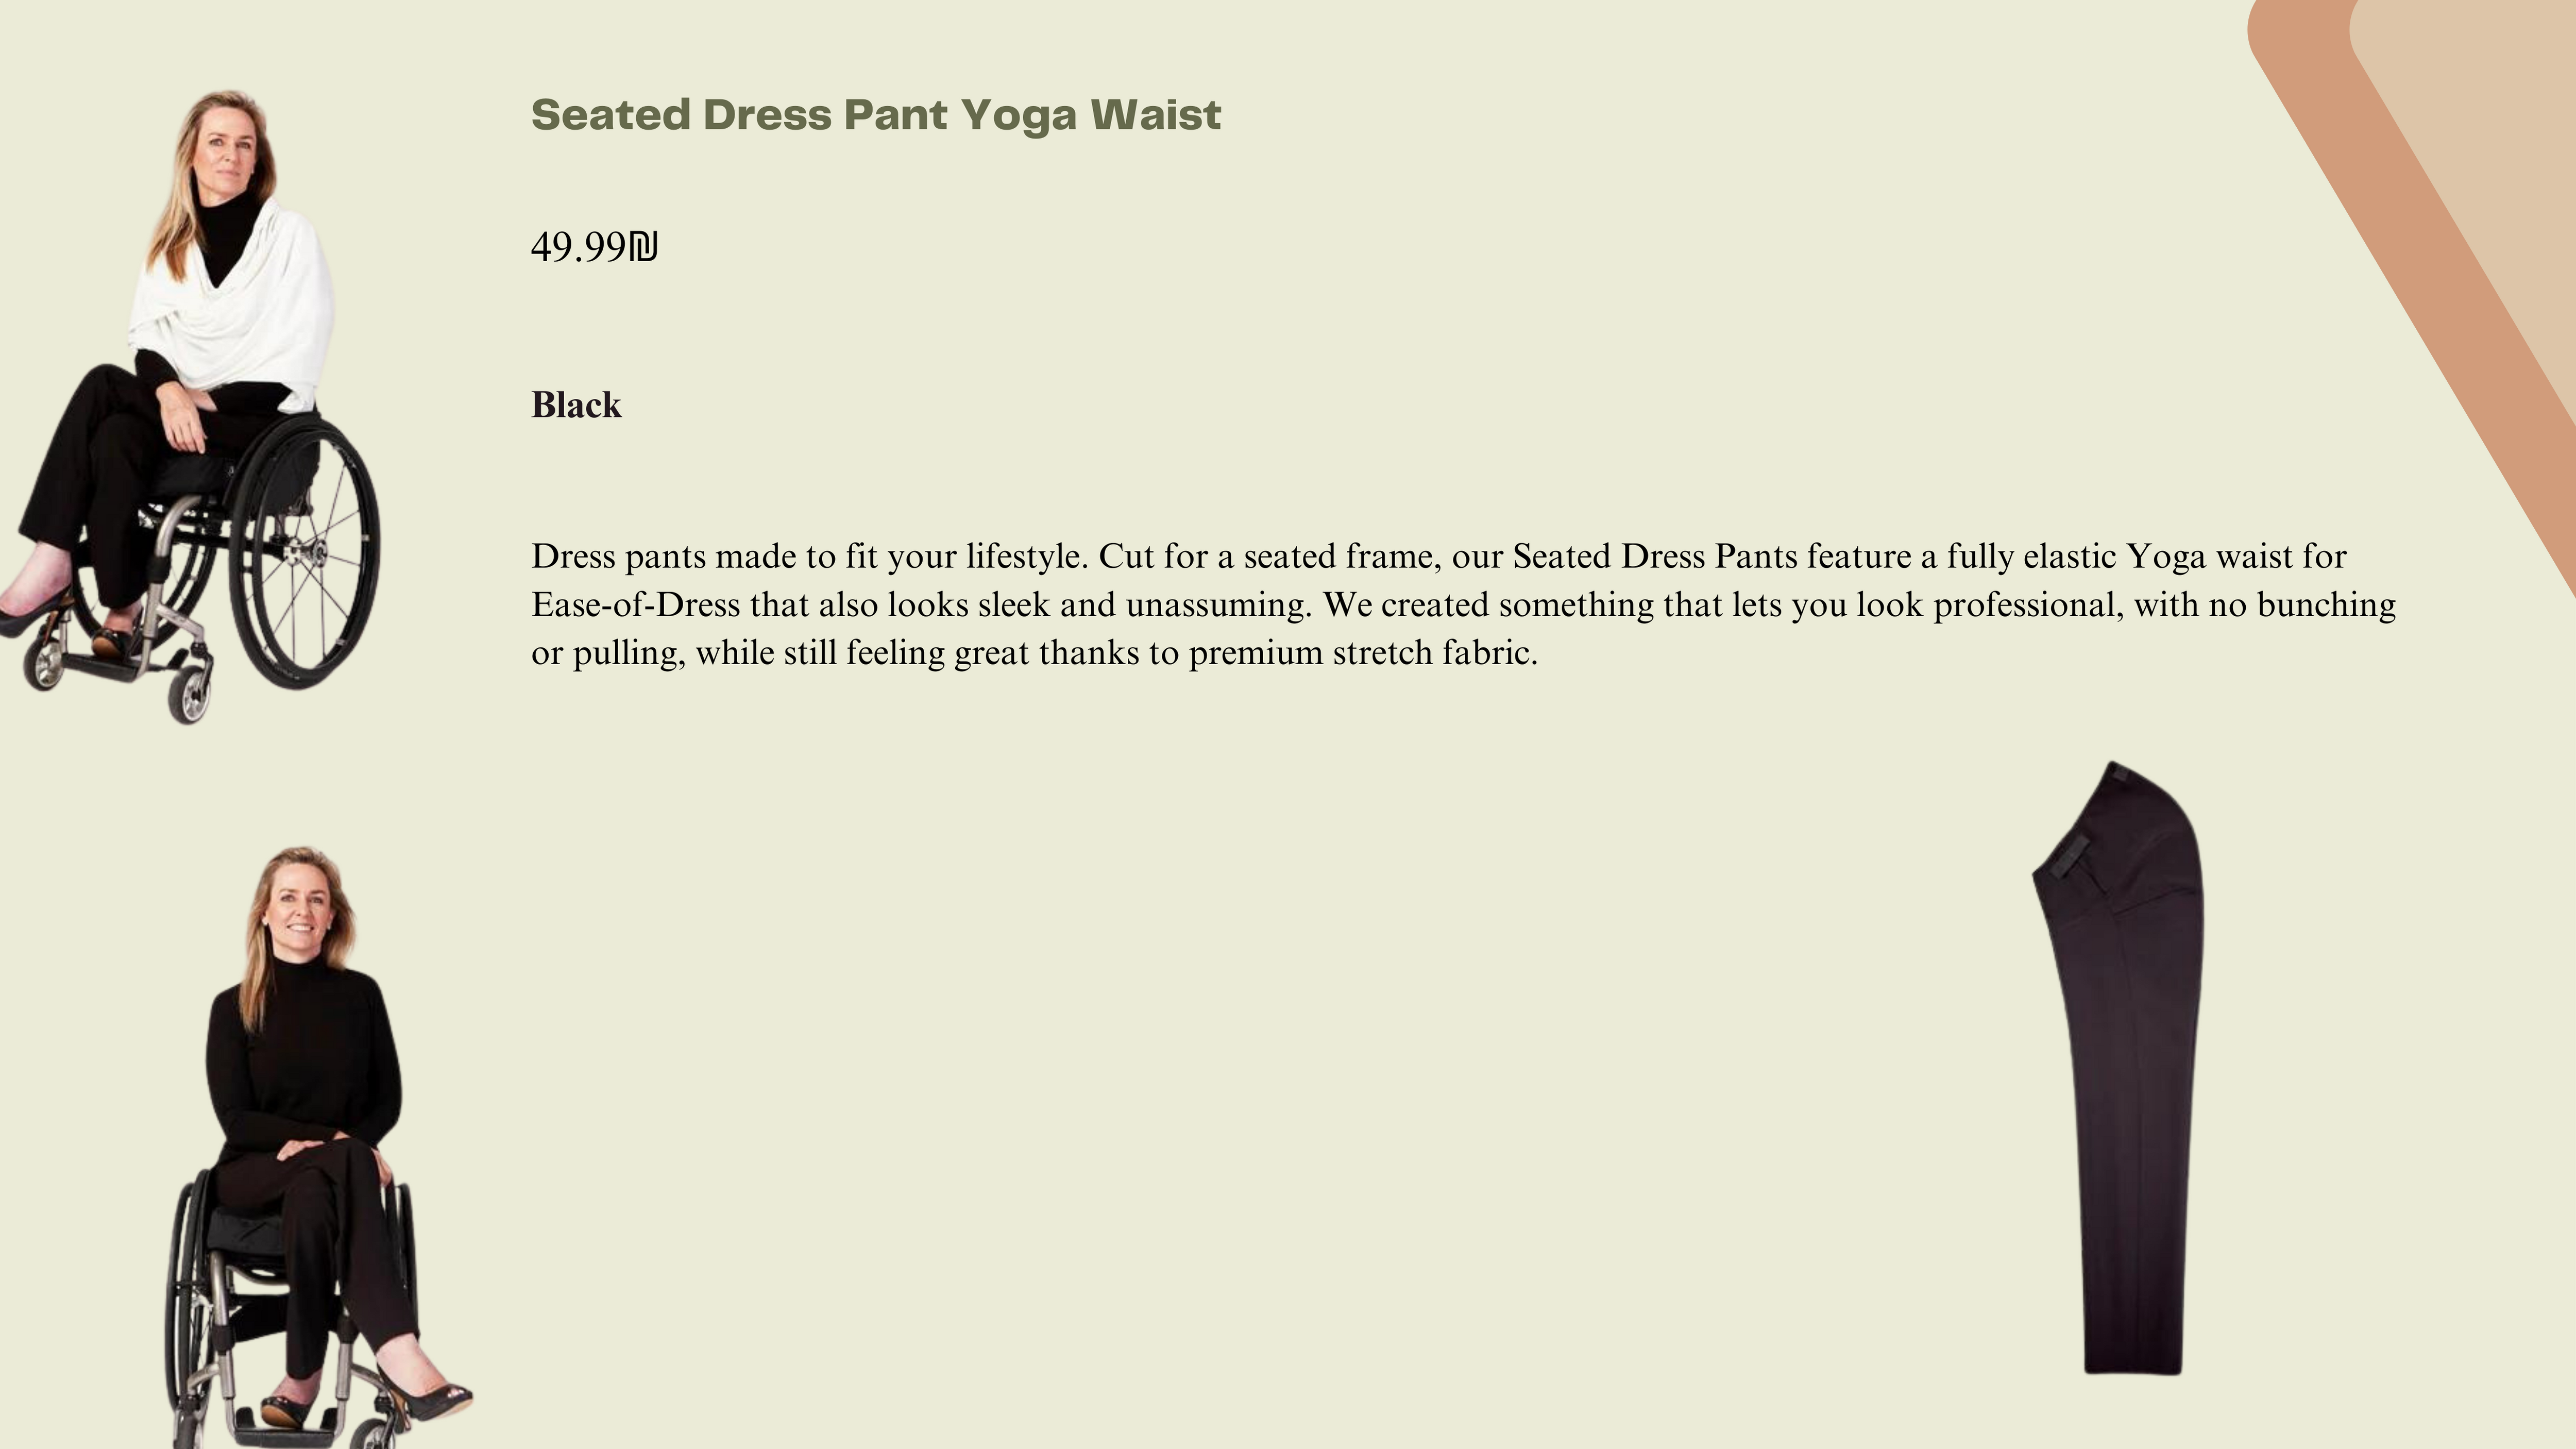 Seated Dress Pant Yoga Waist
49.99₪
Black
Dress pants made to fit your lifestyle. Cut for a seated frame, our Seated Dress Pants feature a fully elastic Yoga waist for
Ease-of-Dress that also looks sleek and unassuming. We created something that lets you look professional, with no bunching
or pulling, while still feeling great thanks to premium stretch fabric.